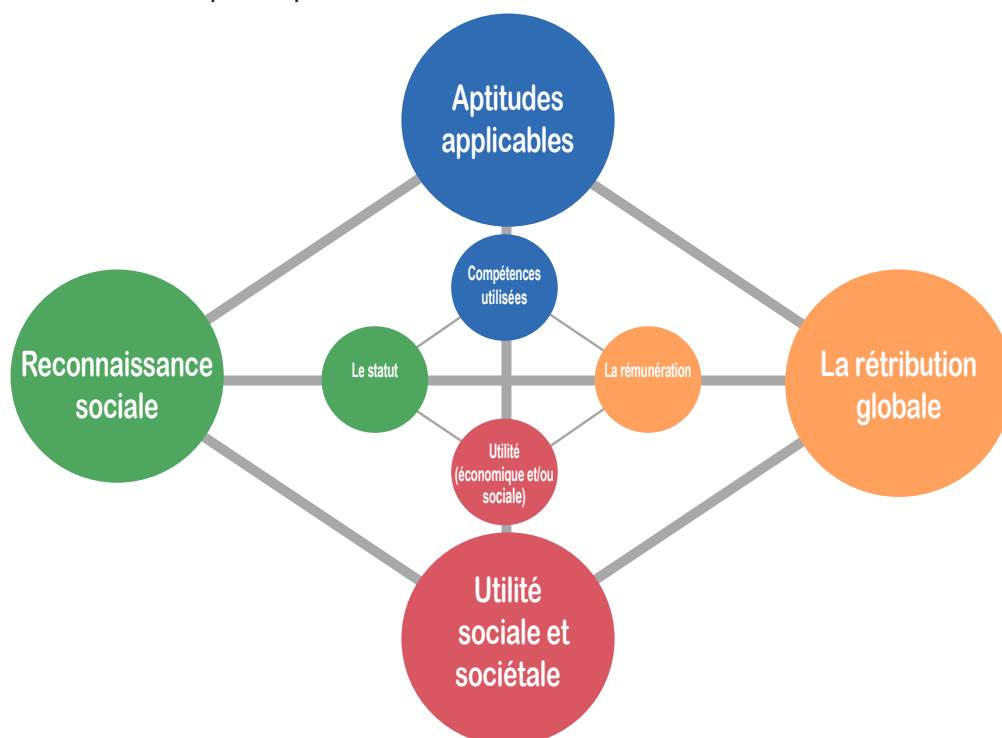 Aptitudes
applicables
Compétences
utilisées
Reconnaissance
sociale
Le statut
La rémunération
La rétribution
globale
Utilité
(économique et/ou
sociale)
Utilité
sociale et
sociétale